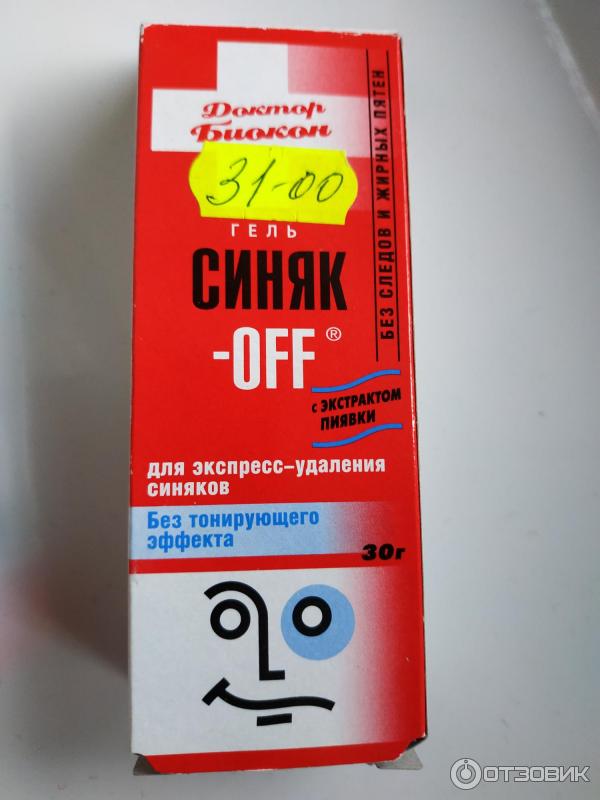 Доктор
Биокон
31-00
ГЕЛЬ
СИНЯК
-OFF®
с ЭКСТРАКТОМ
ПИЯВКИ
для экспресс-удаления
синяков
Без тонирующего
эффекта
30г
БЕЗ СЛЕДОВ И ЖИРНЫХ ПЯТЕН
ОТЗОВИК